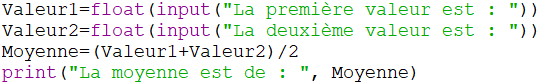 Valeur1=float(input("La première valeur est : "))
Valeur2=float(input("La deuxième valeur est : "))
Moyenne=(Valeur1+Valeur2)/2
print("La moyenne est de : ", Moyenne)